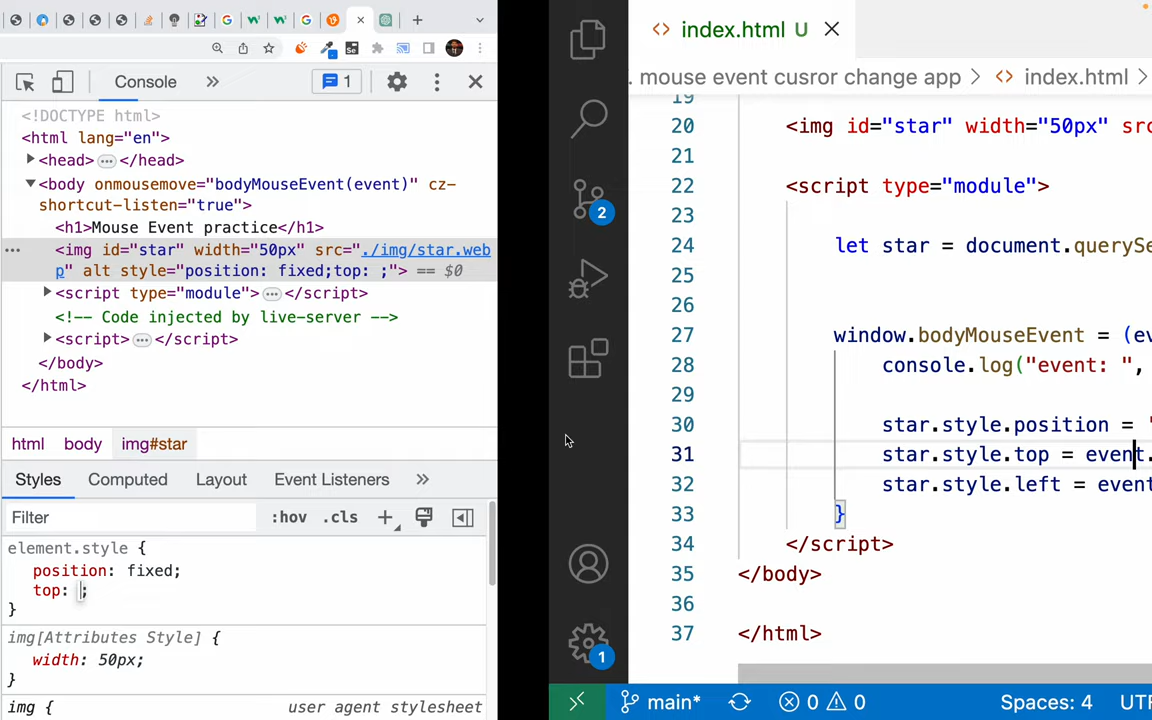 Console
1
<!DOCTYPE html>
<html lang="en">
<head> … </head>
<body onmousemove="bodyMouseEvent(event)" cz-
shortcut-listen="true">
<h1>Mouse Event practice</h1>
… <img id="star" width="50px" src="./img/star.web
p" alt style="position: fixed;top: ;"> == $0
<script type="module"> … </script>
<!-- Code injected by live-server -->
<script> … </script>
</body>
</html>
html body img#star
Styles Computed Layout Event Listeners
Filter :hov .cls
element.style {
position: fixed;
top: ;
}
img[Attributes Style] {
width: 50px;
}
img { user agent stylesheet
2
1
index.html U
. mouse event cusror change app > index.html >
19
20 <img id="star" width="50px" src
21
22 <script type="module">
23
24 let star = document.querySe
25
26
27 window.bodyMouseEvent = (ev
28 console.log("event: ",
29
30 star.style.position = "
31 star.style.top = event.
32 star.style.left = event
33 }
34 </script>
35 </body>
36
37 </html>
main* 0 0 Spaces: 4 UTF